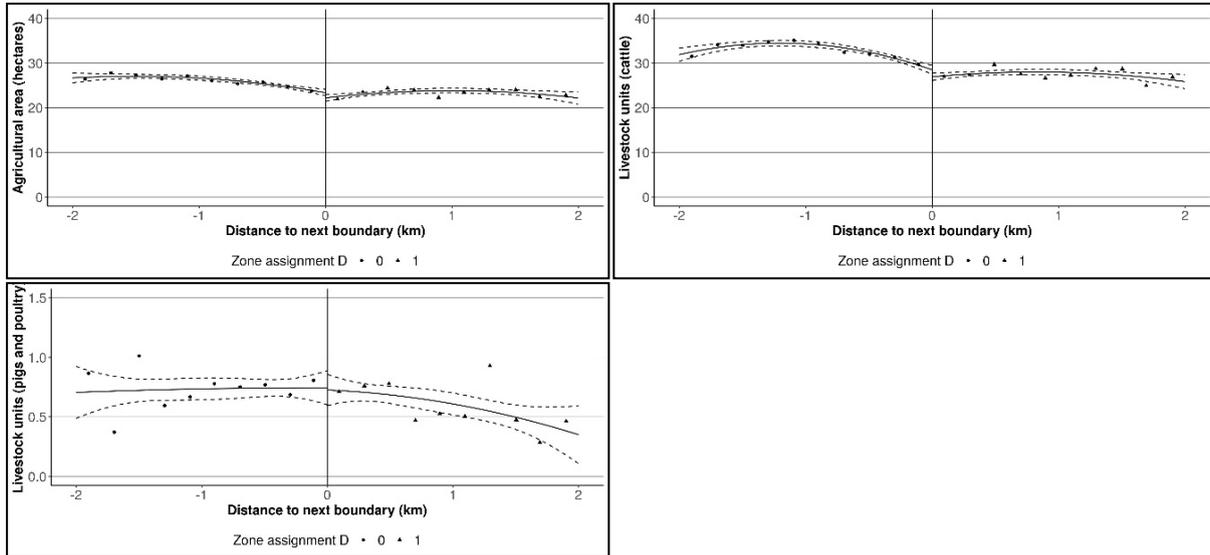 Agricultural area (hectares)
40
30
20
10
0
-2 -1 0 1 2
Distance to next boundary (km)
Zone assignment D 0 1
Livestock units (cattle)
40
30
20
10
0
-2 -1 0 1 2
Distance to next boundary (km)
Zone assignment D 0 1
Livestock units (pigs and poultry
1.5
1.0
0.5
0.0
-2 -1 0 1 2
Distance to next boundary (km)
Zone assignment D 0 1